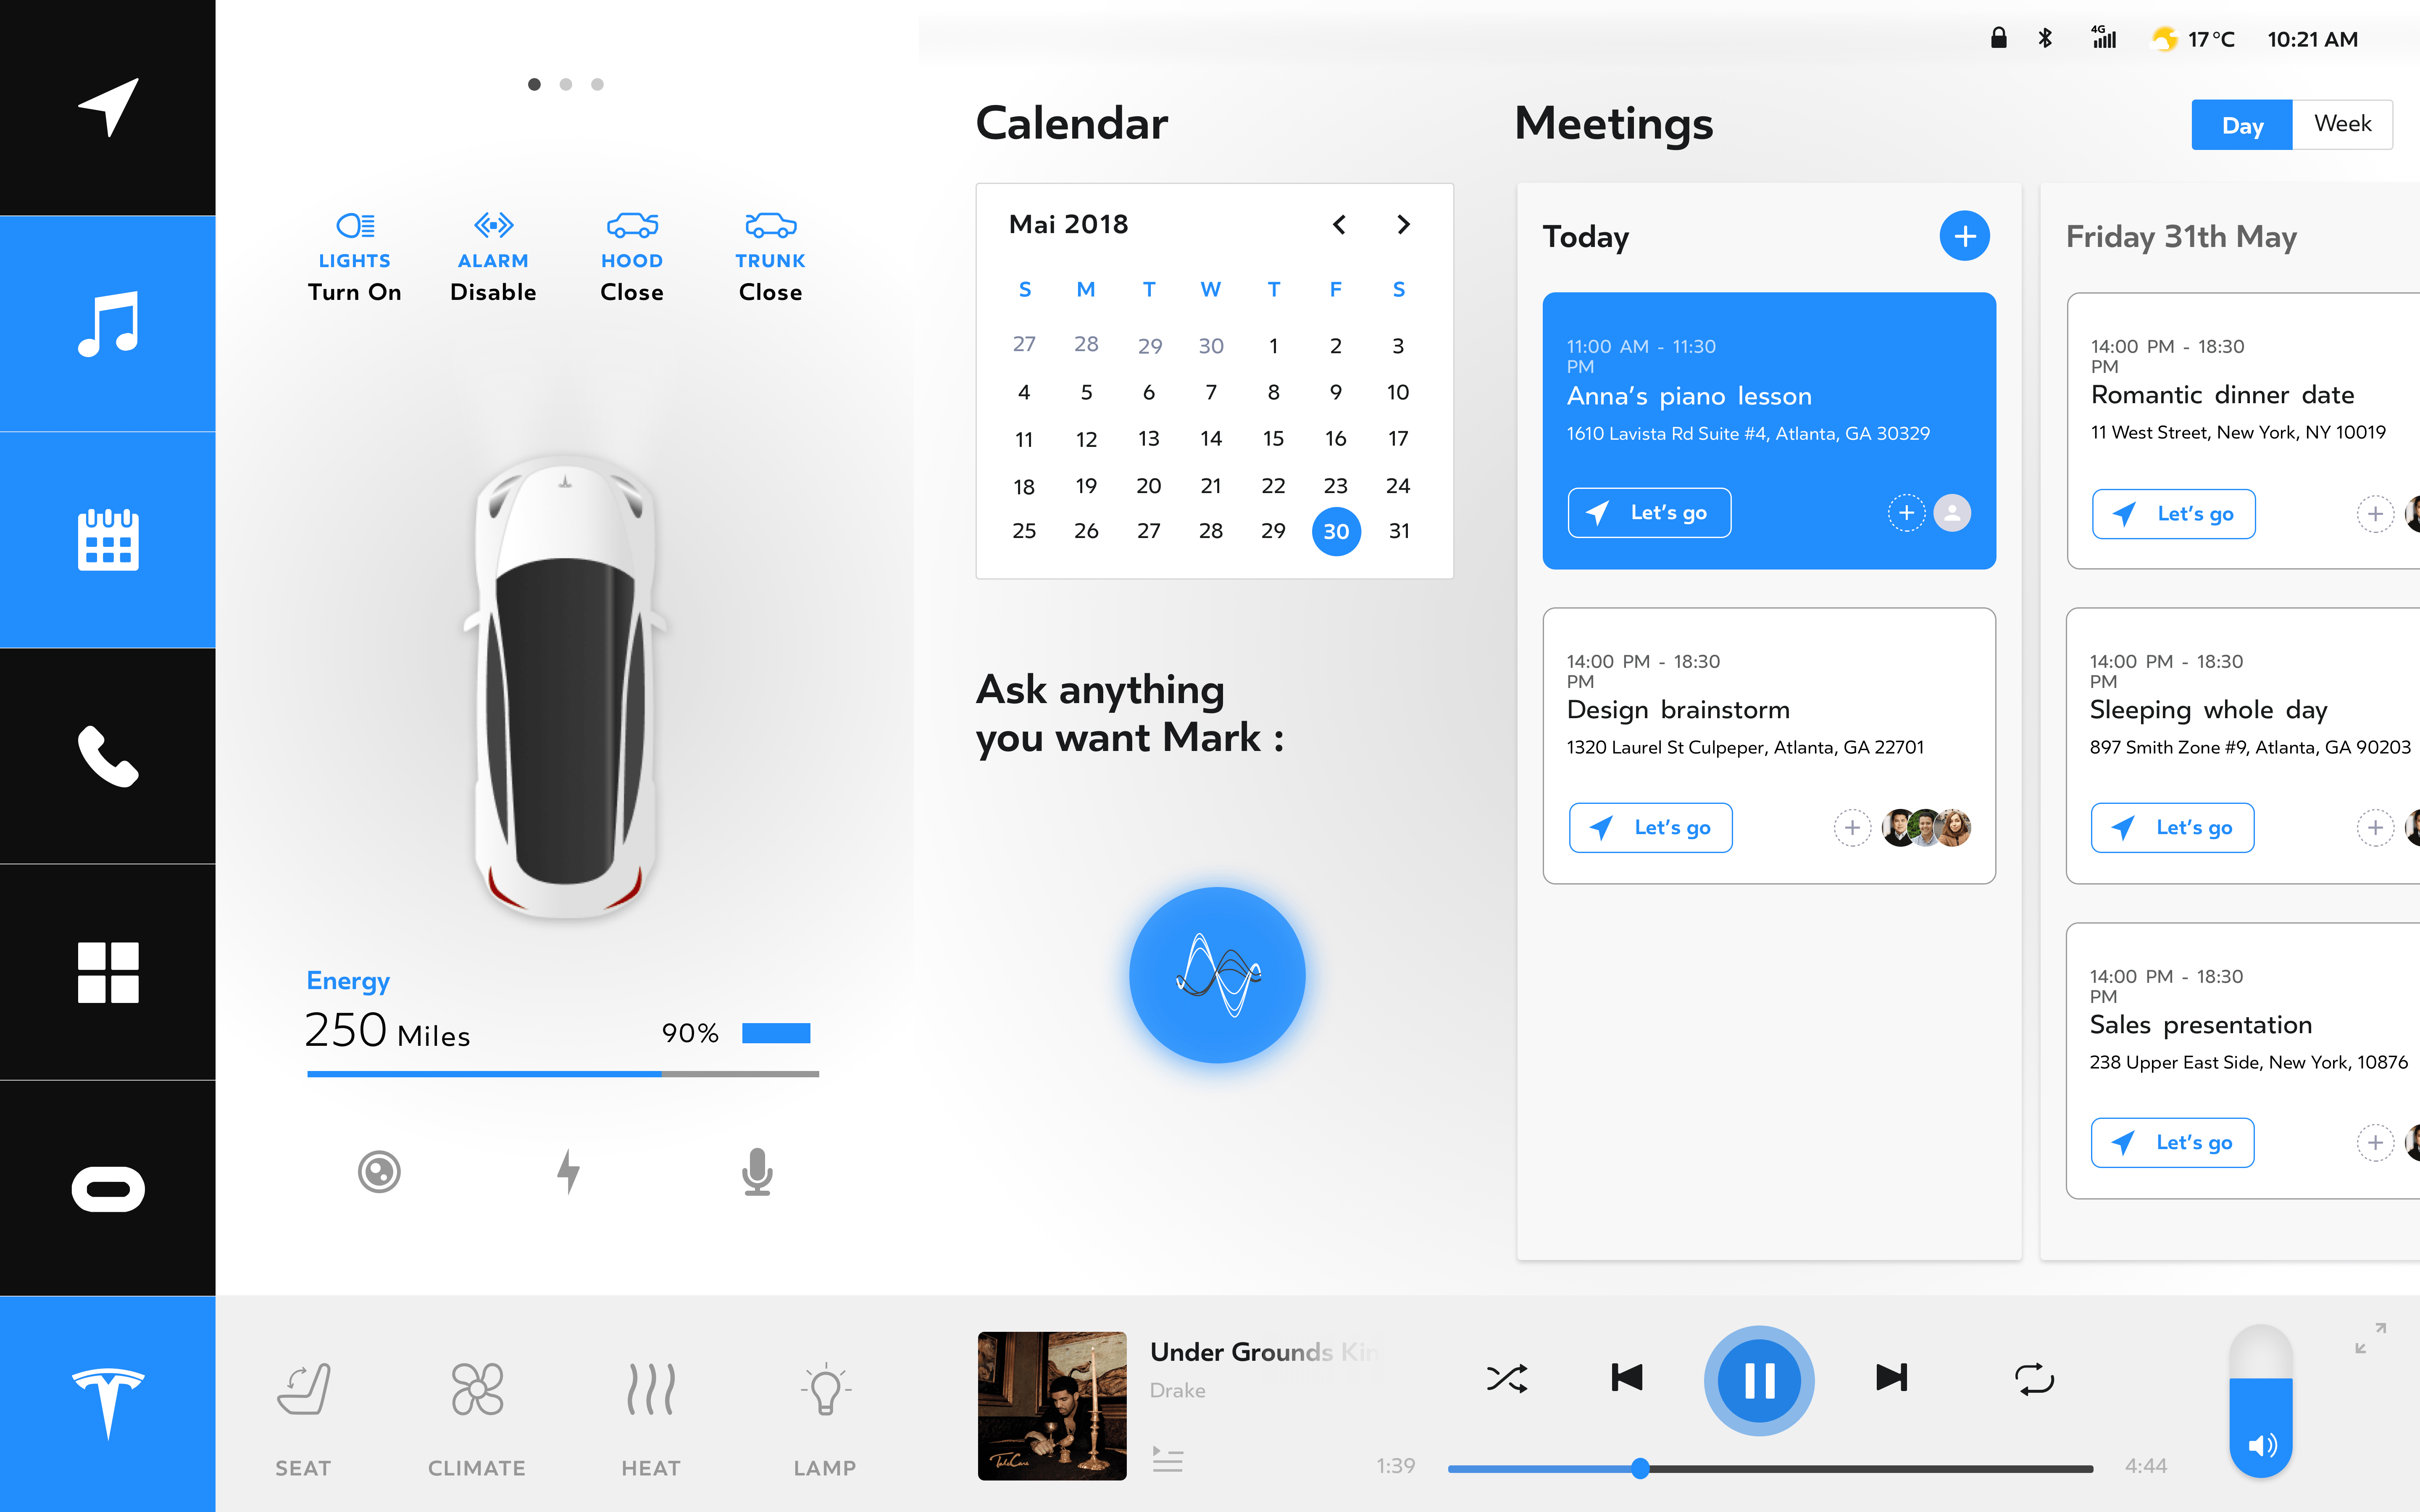 4G
17 °C
10:21 AM
LIGHTS
Turn On
ALARM
Disable
HOOD
Close
TRUNK
Close
Energy
250 Miles
90%
SEAT
CLIMATE
HEAT
LAMP
Calendar
Mai 2018
S M T W T F S
27 28 29 30 1 2 3
4 5 6 7 8 9 10
11 12 13 14 15 16 17
18 19 20 21 22 23 24
25 26 27 28 29 30 31
Ask anything
you want Mark :
Meetings
Day
Week
Today
11:00 AM - 11:30
PM
Anna’s piano lesson
1610 Lavista Rd Suite #4, Atlanta, GA 30329
Let’s go
14:00 PM - 18:30
PM
Design brainstorm
1320 Laurel St Culpeper, Atlanta, GA 22701
Let’s go
Friday 31th May
14:00 PM - 18:30
PM
Romantic dinner date
11 West Street, New York, NY 10019
Let’s go
14:00 PM - 18:30
PM
Sleeping whole day
897 Smith Zone #9, Atlanta, GA 90203
Let’s go
14:00 PM - 18:30
PM
Sales presentation
238 Upper East Side, New York, 10876
Let’s go
TakeCare
Under Grounds Kin
Drake
1:39
4:44